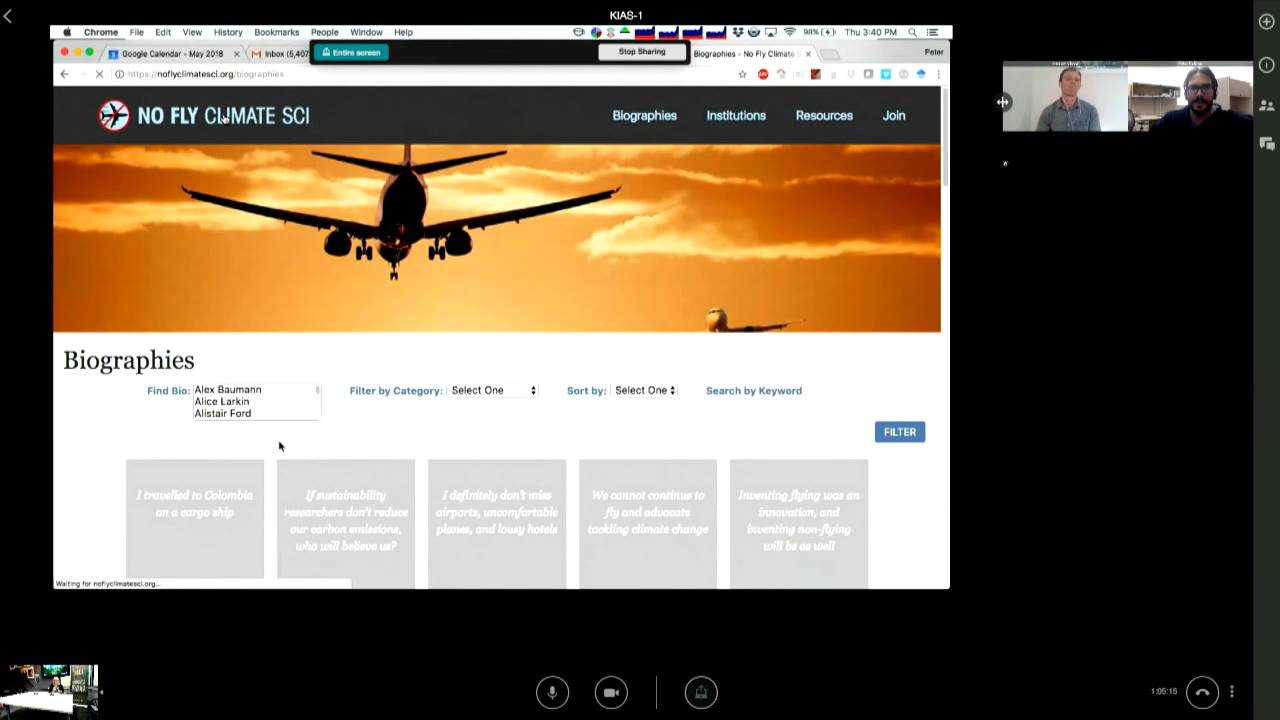 KIAS-1
Chrome File Edit View History Bookmarks People Window Help 98% Thu 3:40 PM
Google Calendar - May 2018 × Inbox (5,407 Entire screen Stop Sharing Biographies - No Fly Climate S × Peter
https://noflyclimatesci.org/biographies
NO FLY CLIMATE SCI Biographies Institutions Resources Join
Biographies
Find Bio: Alex Baumann Filter by Category: Select One Sort by: Select One Search by Keyword
Alice Larkin
Alistair Ford
FILTER
I travelled to Colombia
on a cargo ship
If sustainability
researchers don't reduce
our carbon emissions,
who will believe us?
I definitely don't miss
airports, uncomfortable
planes, and lousy hotels
We cannot continue to
fly and advocate
tackling climate change
Inventing flying was an
innovation, and
inventing non-flying
will be as well
Waiting for noflyclimatesci.org...
1:05:15